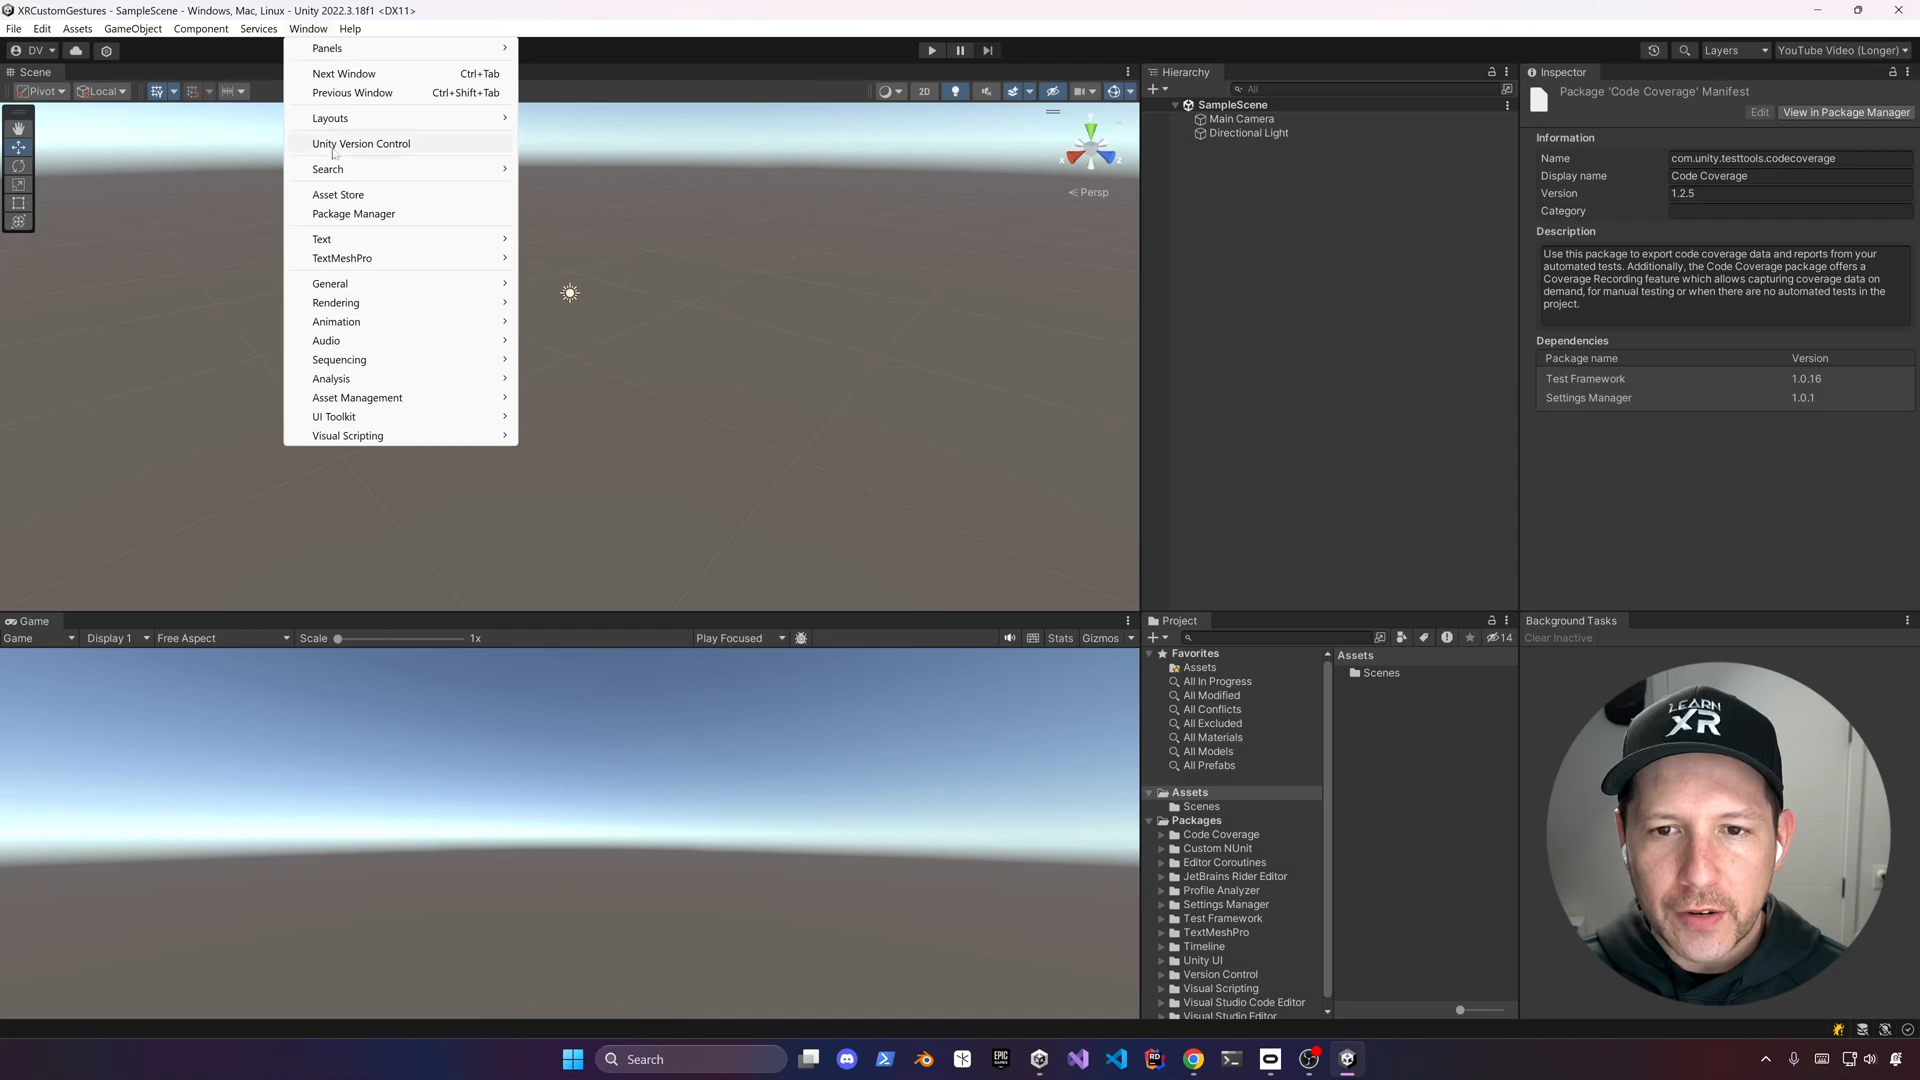 XRCustomGestures - SampleScene - Windows, Mac, Linux - Unity 2022.3.18f1 <DX11>
File Edit Assets GameObject Component Services Window Help
DV
Layers
YouTube Video (Longer)
Scene
Pivot
Local
2D
Persp
y
x
z
Panels
Next Window Ctrl+Tab
Previous Window Ctrl+Shift+Tab
Layouts
Unity Version Control
Search
Asset Store
Package Manager
Text
TextMeshPro
General
Rendering
Animation
Audio
Sequencing
Analysis
Asset Management
UI Toolkit
Visual Scripting
Hierarchy
All
SampleScene
Main Camera
Directional Light
Inspector
Package 'Code Coverage' Manifest
Edit View in Package Manager
Information
Name com.unity.testtools.codecoverage
Display name Code Coverage
Version 1.2.5
Category
Description
Use this package to export code coverage data and reports from your
automated tests. Additionally, the Code Coverage package offers a
Coverage Recording feature which allows capturing coverage data on
demand, for manual testing or when there are no automated tests in the
project.
Dependencies
Package name Version
Test Framework 1.0.16
Settings Manager 1.0.1
Game
Game Display 1 Free Aspect Scale 1x Play Focused Stats Gizmos
Project
14
Favorites
Assets
All In Progress
All Modified
All Conflicts
All Excluded
All Materials
All Models
All Prefabs
Assets
Scenes
Packages
Code Coverage
Custom NUnit
Editor Coroutines
JetBrains Rider Editor
Profile Analyzer
Settings Manager
Test Framework
TextMeshPro
Timeline
Unity UI
Version Control
Visual Scripting
Visual Studio Code Editor
Visual Studio Editor
Assets
Scenes
Background Tasks
Clear Inactive
LEARN
XR
Search
EPIC
GAMES
RD